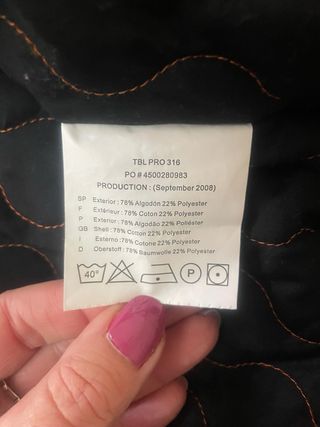 TBL PRO 316
PO # 4500280983
PRODUCTION : (September 2008)
SP Exterior : 78% Algodón 22% Polyester
F Extérieur : 78% Coton 22% Polyester
P Exterior : 78% Algodão 22% Poliéster
GB Shell : 78% Cotton 22% Polyester
I Esterno :78% Cotone 22% Polyester
D Oberstoff : 78% Baumwolle 22% Polyester
40° P